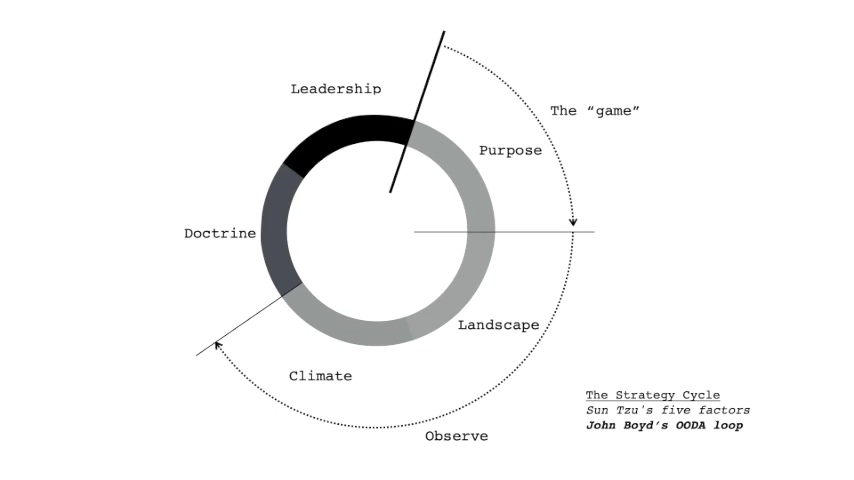 Leadership
The “game”
Purpose
Doctrine
Landscape
Climate
Observe
The Strategy Cycle
Sun Tzu's five factors
John Boyd’s OODA loop